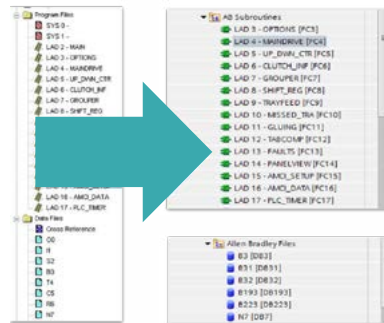 Program Files
SYS 0 -
SYS 1 -
LAD 2 - MAIN
LAD 3 - OPTIONS
LAD 4 - MAINDRIVE
LAD 5 - UP_DWN_CTR
LAD 6 - CLUTCH_INF
LAD 7 - GROUPER
LAD 8 - SHIFT_REG
LAD 16 - AMCI_DATA
LAD 17 - PLC_TIMER
Data Files
Cross Reference
O0
I1
S2
B3
T4
C5
R6
N7
AB Subroutines
LAD 3 - OPTIONS [FC3]
LAD 4 - MAINDRIVE [FC4]
LAD 5 - UP_DWN_CTR [FC5]
LAD 6 - CLUTCH_INF [FC6]
LAD 7 - GROUPER [FC7]
LAD 8 - SHIFT_REG [FC8]
LAD 9 - TRAYFEED [FC9]
LAD 10 - MISSED_TRA [FC10]
LAD 11 - GLUING [FC11]
LAD 12 - TABCOMP [FC12]
LAD 13 - FAULTS [FC13]
LAD 14 - PANELVIEW [FC14]
LAD 15 - AMCI_SETUP [FC15]
LAD 16 - AMCI_DATA [FC16]
LAD 17 - PLC_TIMER [FC17]
Allen Bradley Files
B3 [DB3]
B31 [DB31]
B32 [DB32]
B193 [DB193]
B223 [DB223]
N7 [DB7]